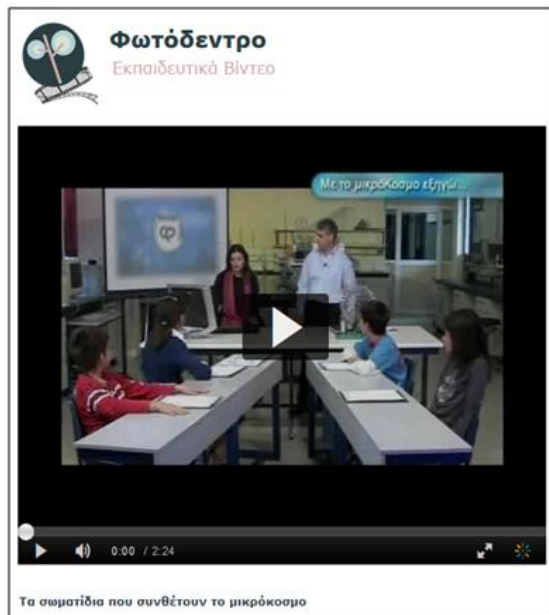 Φωτόδεντρο
Εκπαιδευτικά Βίντεο
Με το μικρόΚοσμο εξηγώ...
φ
0:00 / 2:24
Τα σωματίδια που συνθέτουν το μικρόκοσμο